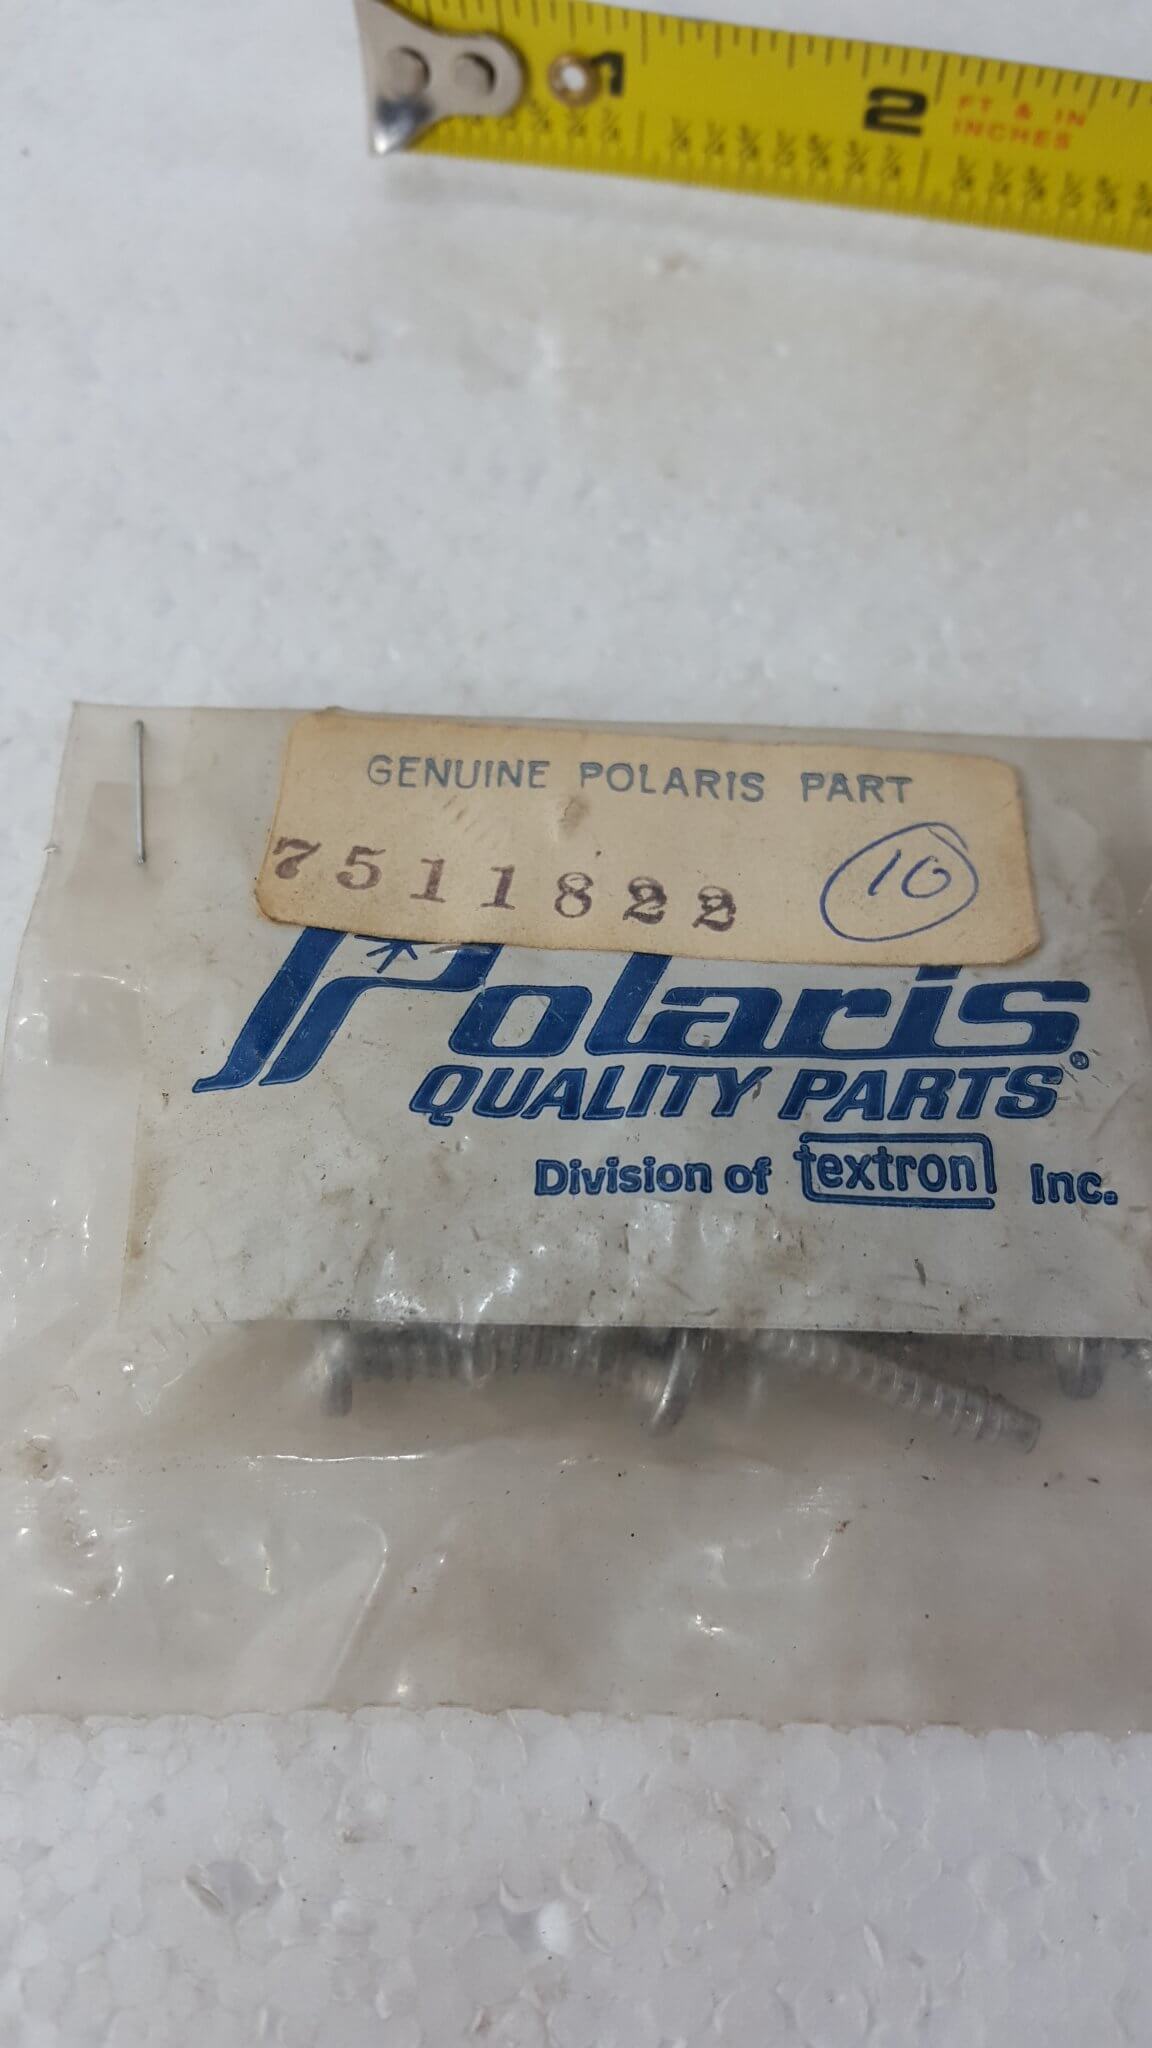 1 2 FT & IN
INCHES
GENUINE POLARIS PART
7511822 10
Polaris
QUALITY PARTS®
Division of textron Inc.